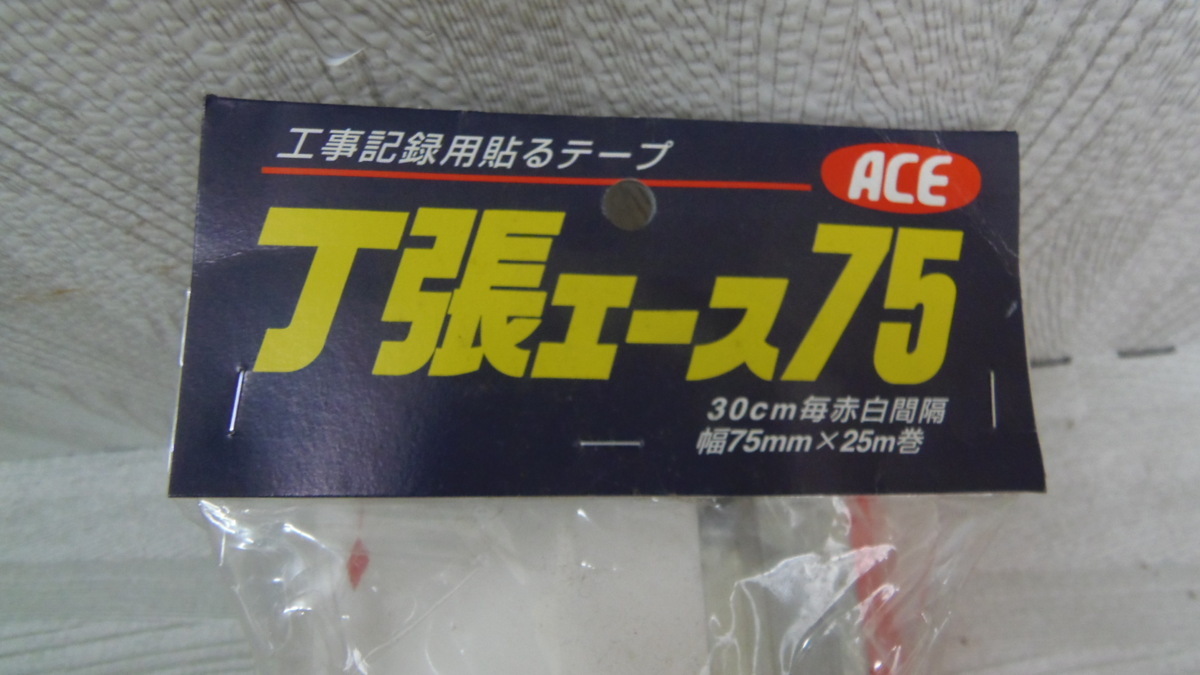 工事記録用貼るテープ
ACE
丁張エース75
30cm毎赤白間隔
幅75mm×25m巻